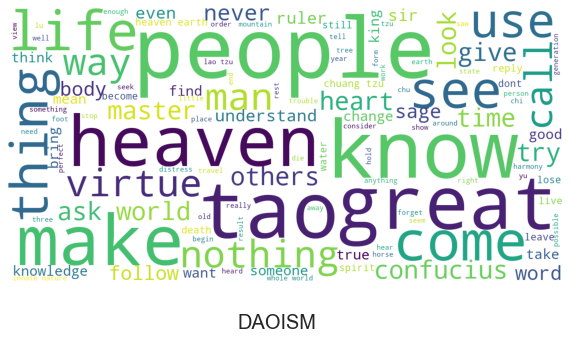 enough
heaven earth
even
never
ruler
king
sir
look
use
view
order
mountain
still
tell
tree
year
tzu
form
work
give
see
state
generation
lu
well
think
way
life
people
lao tzu
seek
body
find
man
chuang tzu
earth
reply
dont
call
something
mean
become
little
trouble
heart
chu
person
chi
need
foot
stop
master
place
rest
end
understand
change
sage
time
good
around
thing
bring
perfect
heaven
consider
show
know
try
virtue
distress
travel
die
water
others
hold
anything
right
harmony
yu
lose
tao
great
ask
world
old
really
away
forget
seem
live
three
make
death
begin
result
nothing
true
hear
horse
come
leave
possible
take
knowledge
follow
want
heard
someone
spirit
confucius
word
innate nature
whole world
DAOISM